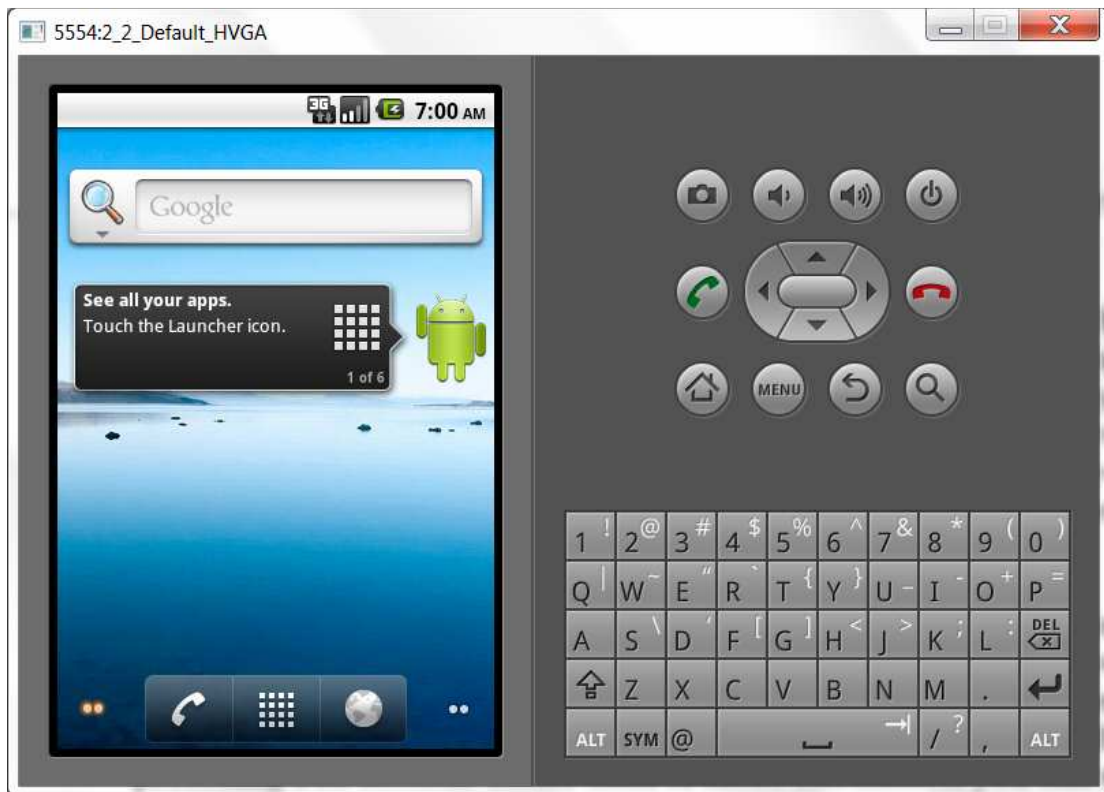 5554:2_2_Default_HVGA
3G 7:00 AM
Google
See all your apps.
Touch the Launcher icon.
1 of 6
MENU
1 ! 2 @ 3 # 4 $ 5 % 6 ^ 7 & 8 * 9 ( 0 )
Q | W ~ E “ R ` T { Y } U _ I - O + P =
A S \ D ‘ F [ G ] H < J > K ; L : DEL
Z X C V B N M .
ALT SYM @ / ? , ALT